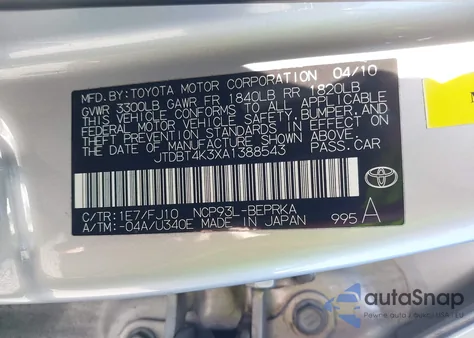 MFD.BY:TOYOTA MOTOR CORPORATION 04/10
GVWR 3300LB GAWR FR 1840LB RR 1820LB
THIS VEHICLE CONFORMS TO ALL APPLICABLE
FEDERAL MOTOR VEHICLE SAFETY,BUMPER,AND
THEFT PREVENTION STANDARDS IN EFFECT ON
THE DATE OF MANUFACTURE SHOWN ABOVE.
JTDBT4K3XA1388543 PASS.CAR
TOYOTA
C/TR:1E7/FJ10 NCP93L-BEPRKA
A/TM:-04A/U340E MADE IN JAPAN 995 A
autoSnap